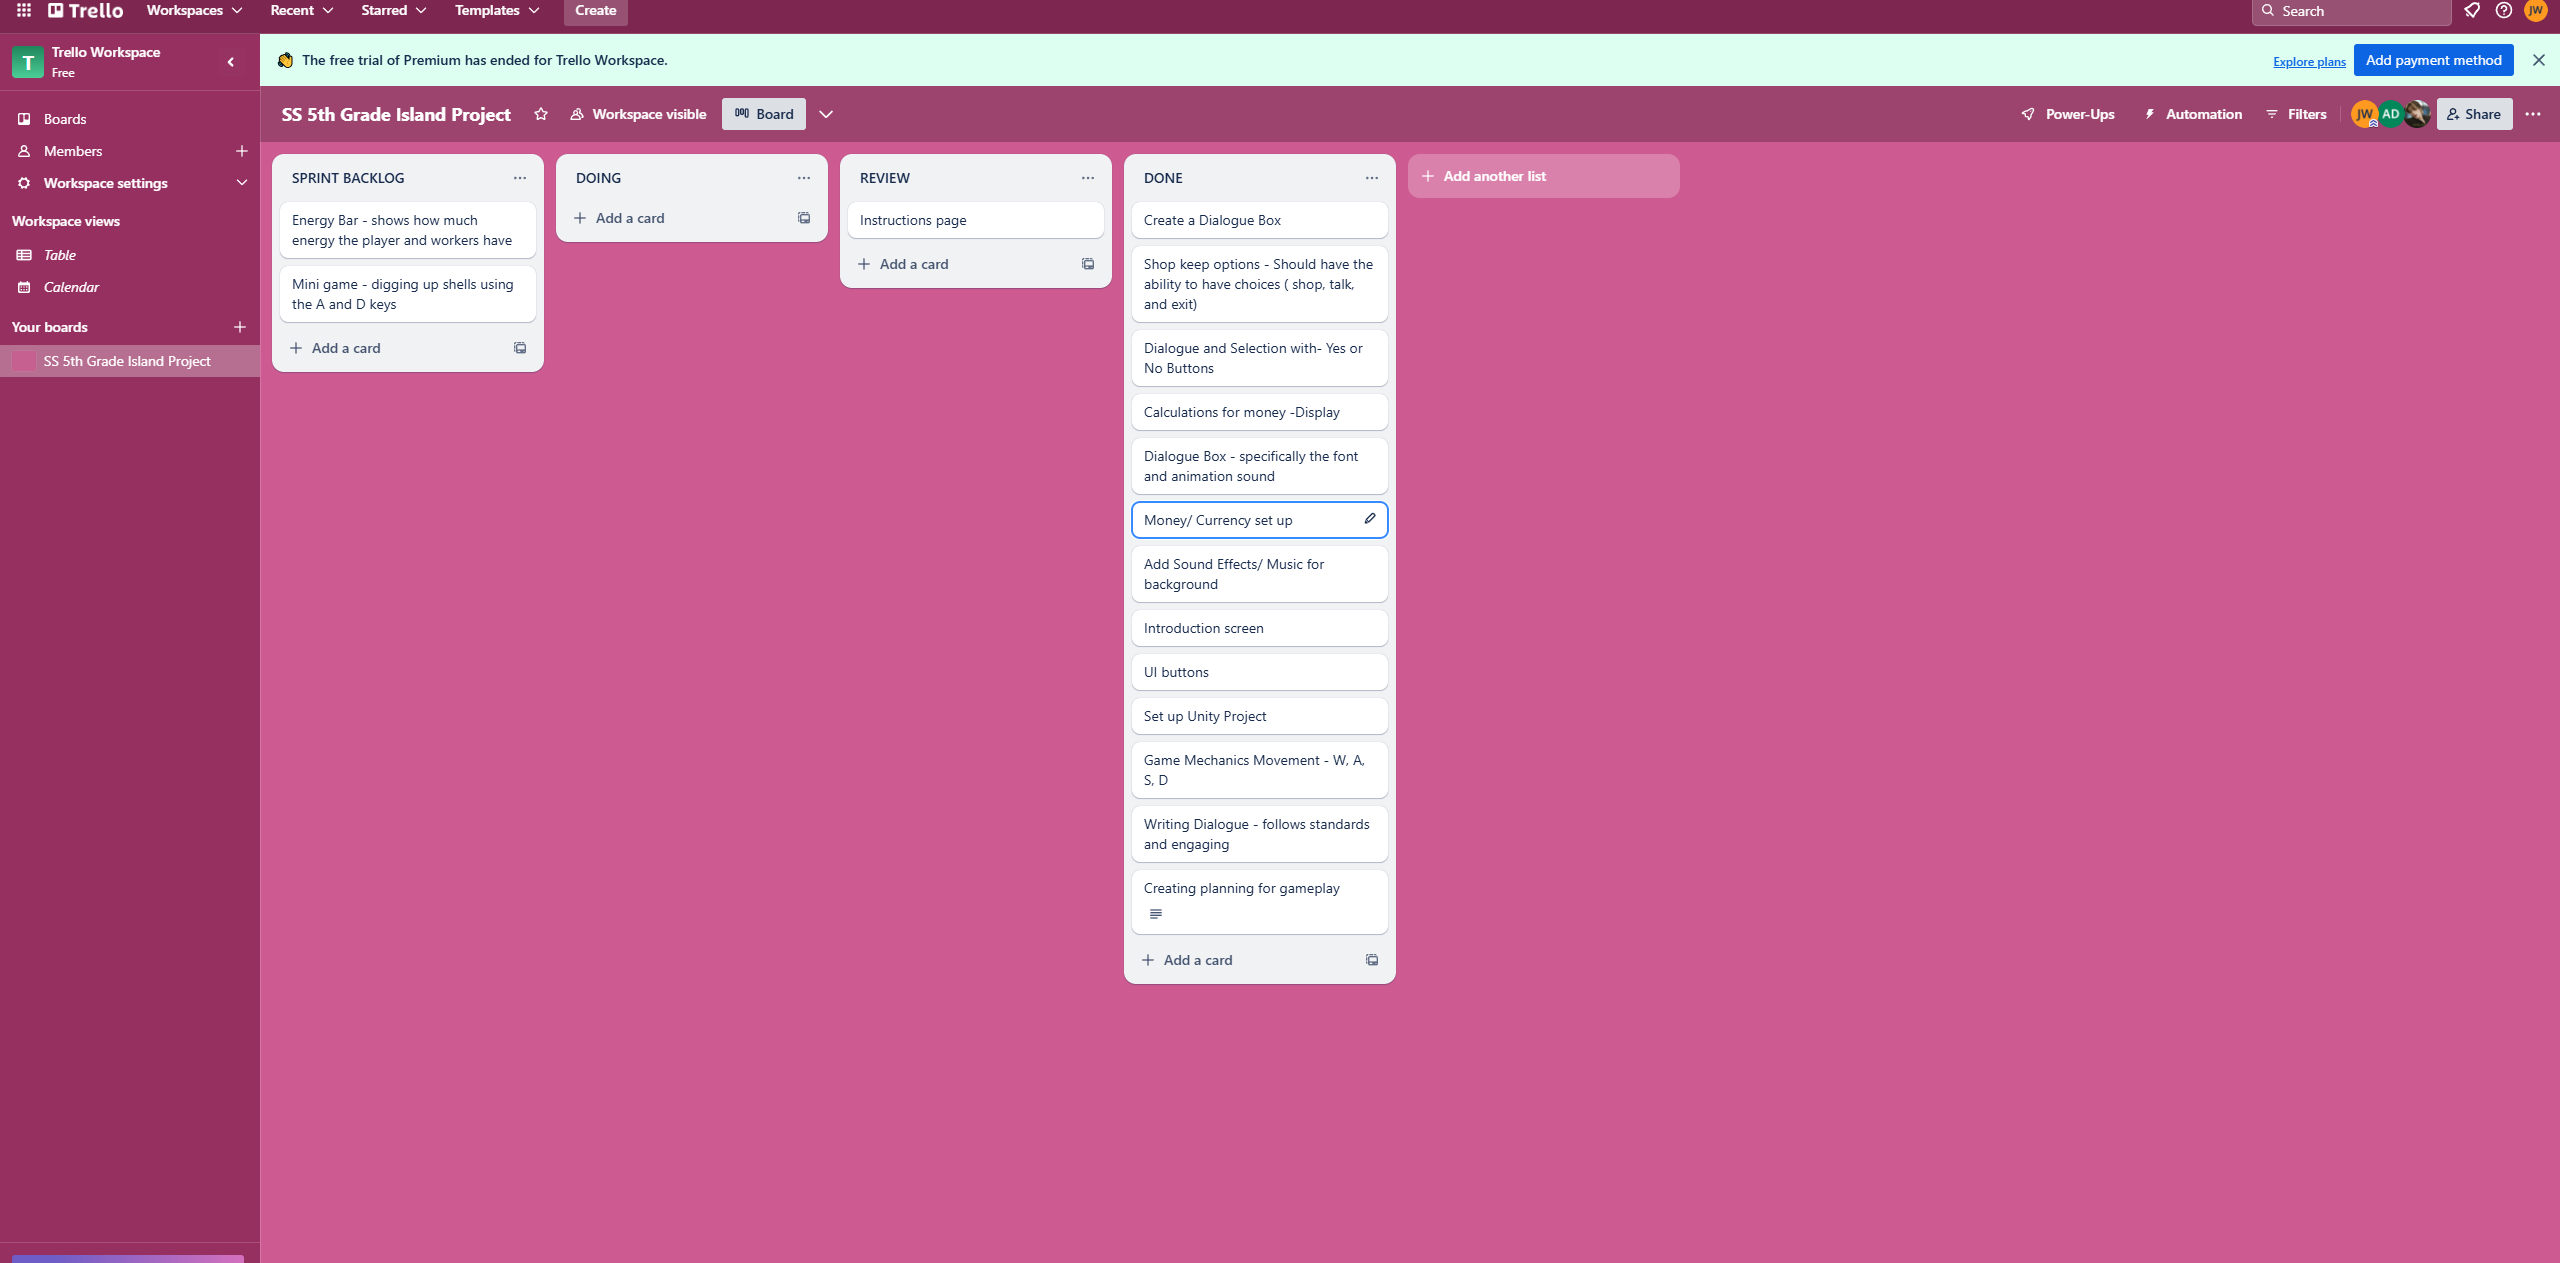 Trello
Workspaces
Recent
Starred
Templates
Create
Search
JW
T
Trello Workspace
Free
The free trial of Premium has ended for Trello Workspace.
Explore plans
Add payment method
SS 5th Grade Island Project
Workspace visible
Board
Power-Ups
Automation
Filters
JW
AD
Share
Boards
Members
Workspace settings
Workspace views
Table
Calendar
Your boards
SS 5th Grade Island Project
SPRINT BACKLOG
Energy Bar - shows how much
energy the player and workers have
Mini game - digging up shells using
the A and D keys
Add a card
DOING
Add a card
REVIEW
Instructions page
Add a card
DONE
Create a Dialogue Box
Shop keep options - Should have the
ability to have choices ( shop, talk,
and exit)
Dialogue and Selection with- Yes or
No Buttons
Calculations for money -Display
Dialogue Box - specifically the font
and animation sound
Money/ Currency set up
Add Sound Effects/ Music for
background
Introduction screen
UI buttons
Set up Unity Project
Game Mechanics Movement - W, A,
S, D
Writing Dialogue - follows standards
and engaging
Creating planning for gameplay
Add a card
Add another list